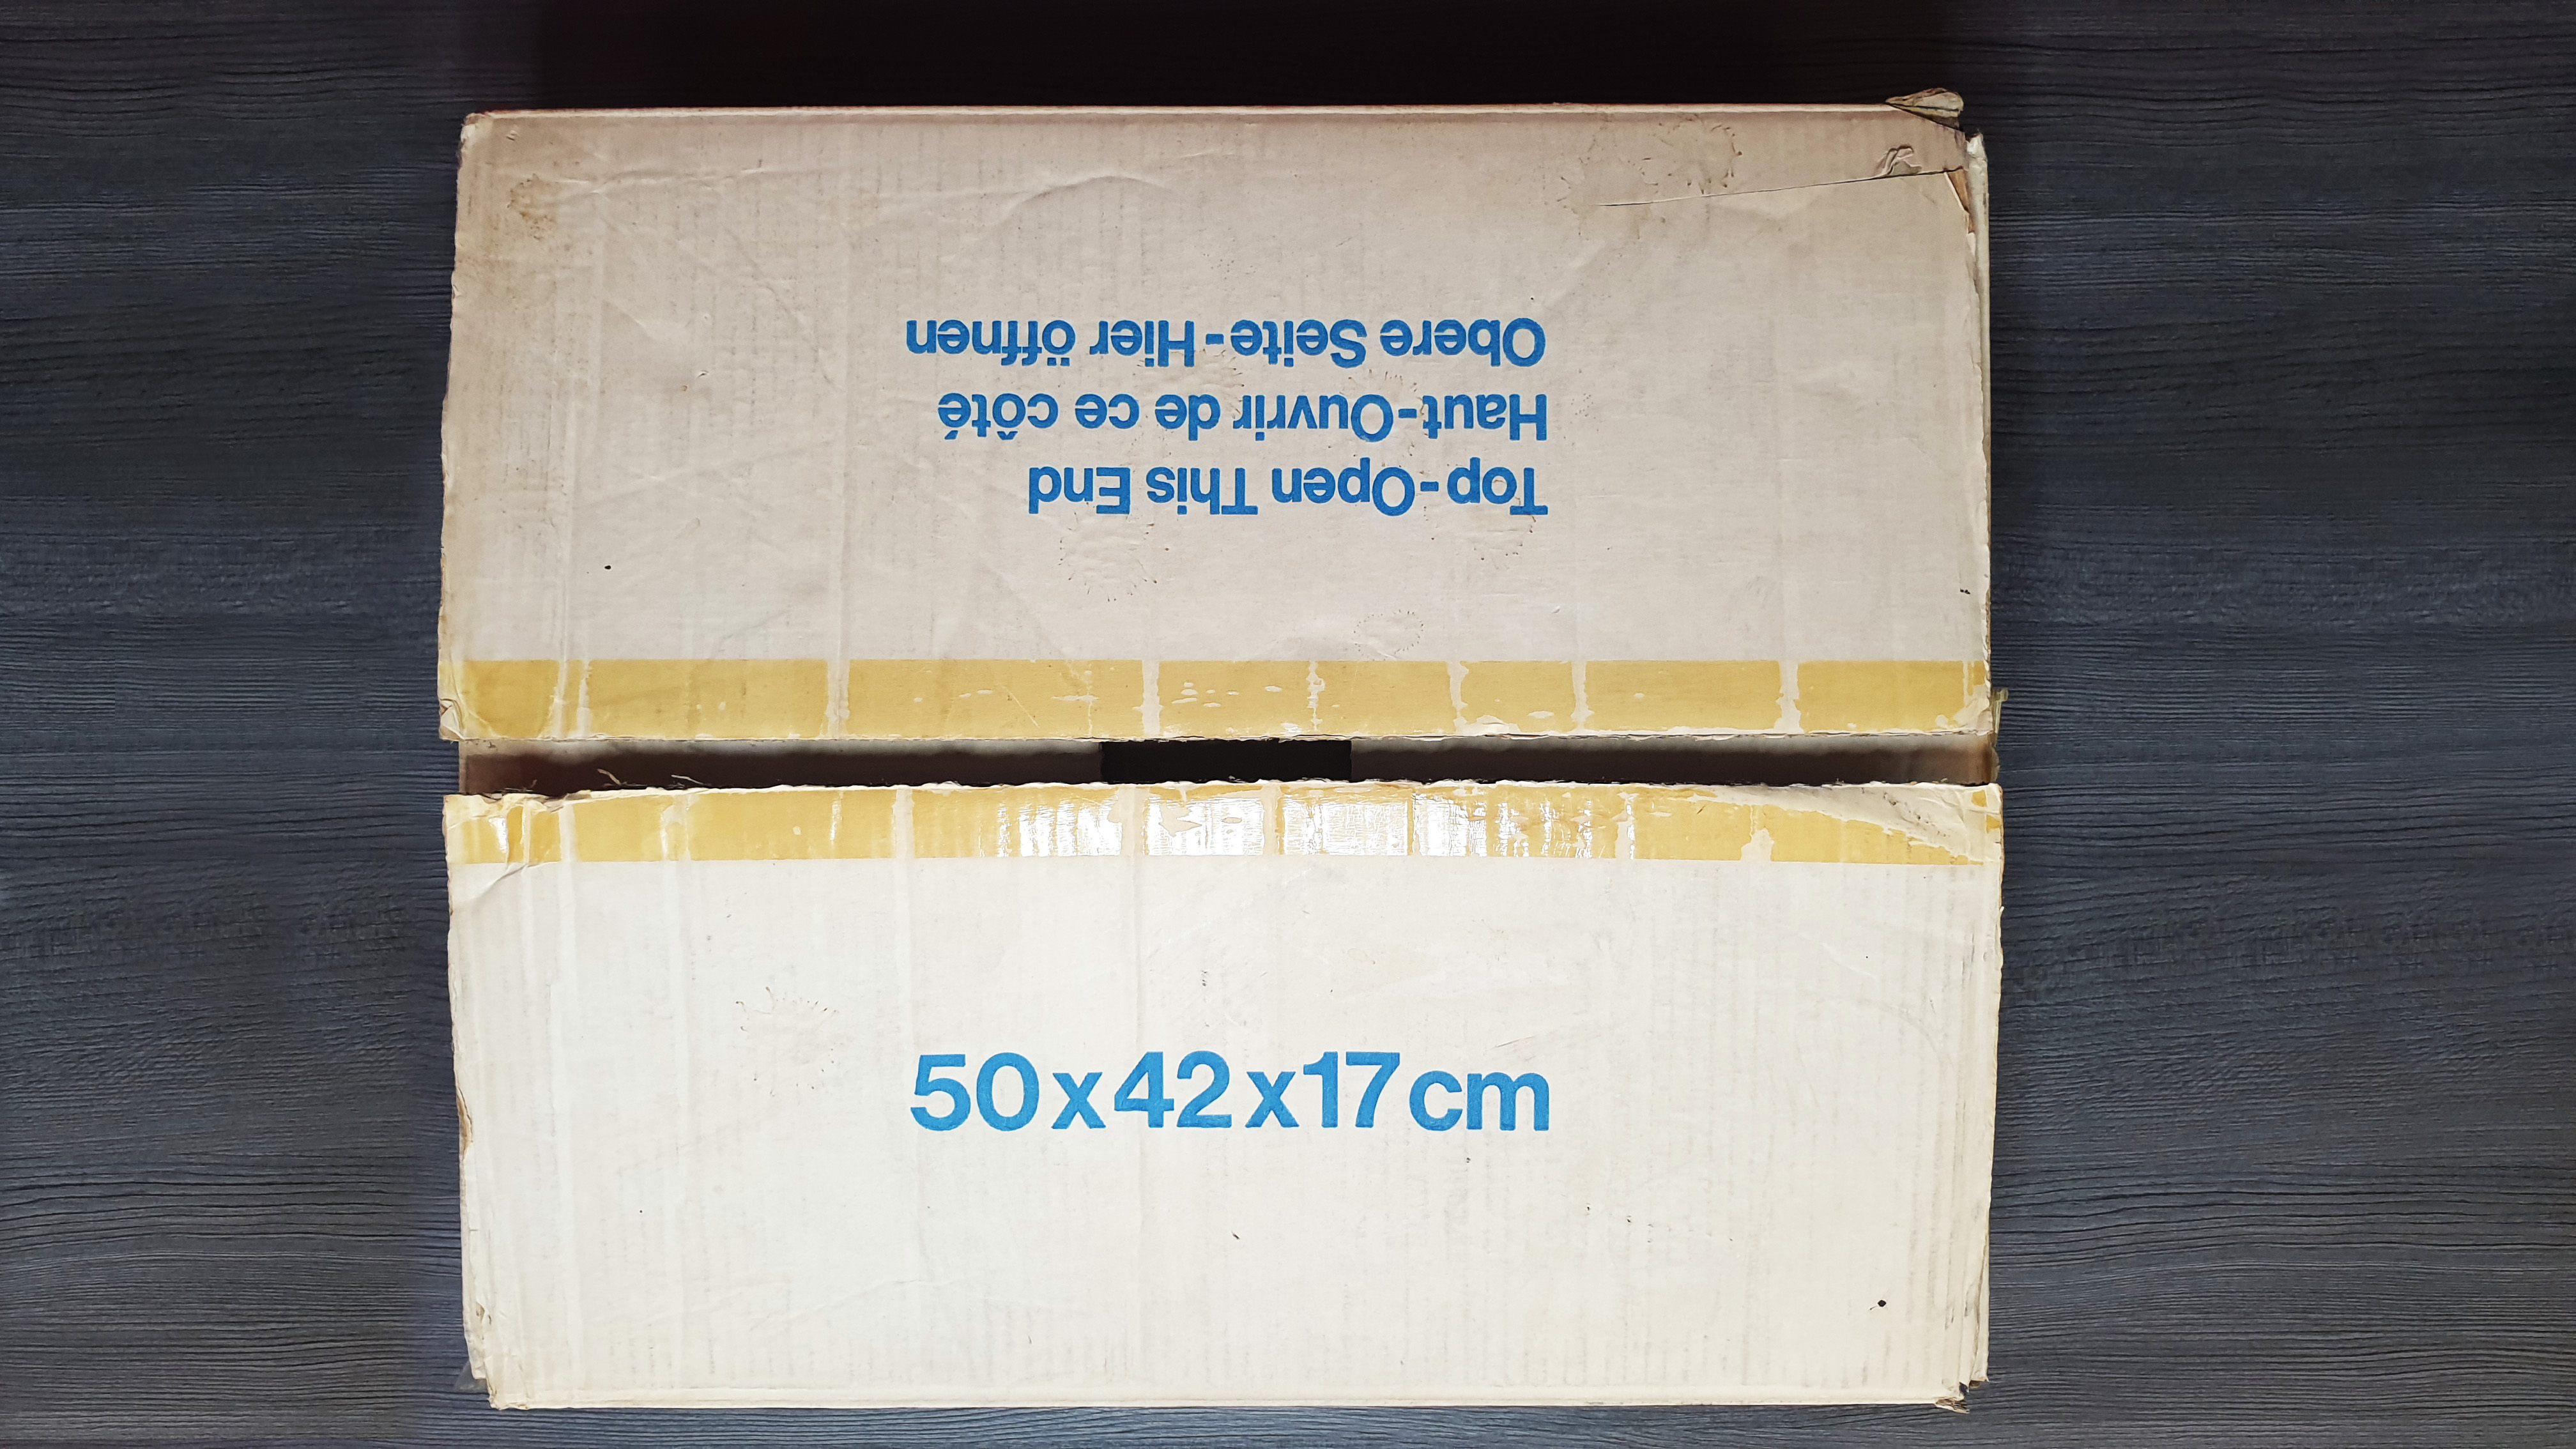 Top-Open This End
Haut-Ouvrir de ce côté
Obere Seite-Hier öffnen
50x42x17cm